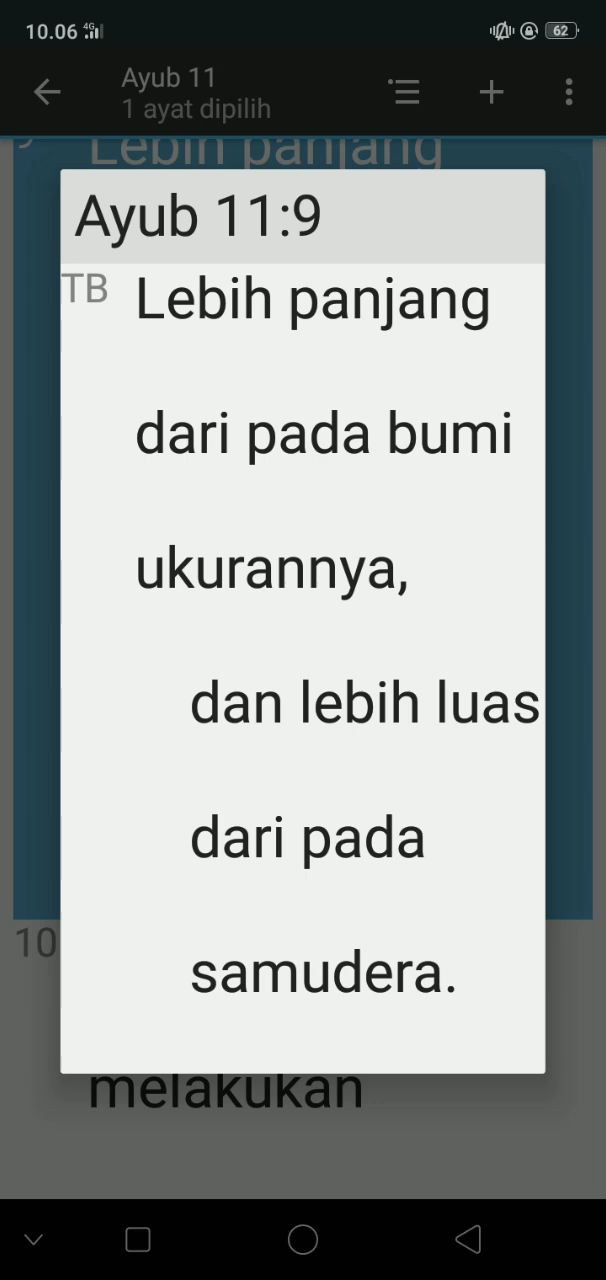 10.06 4G 62
Ayub 11
1 ayat dipilih
Lebih panjang
Ayub 11:9
TB Lebih panjang
dari pada bumi
ukurannya,
dan lebih luas
dari pada
samudera.
10
melakukan